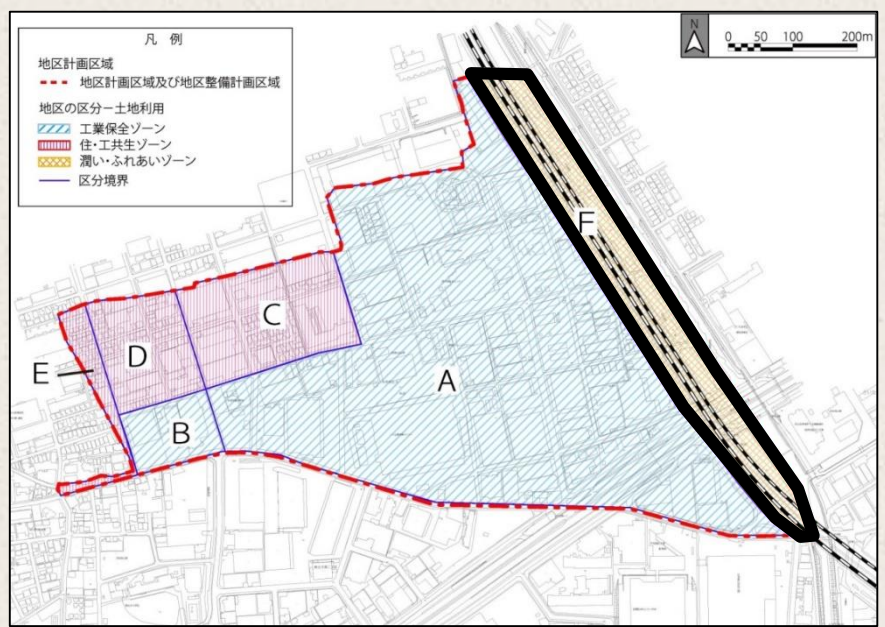 凡 例
地区計画区域
地区計画区域及び地区整備計画区域
地区の区分－土地利用
工業保全ゾーン
住・工共生ゾーン
潤い・ふれあいゾーン
区分境界
N
0 50 100 200m
F
C
D
E
A
B